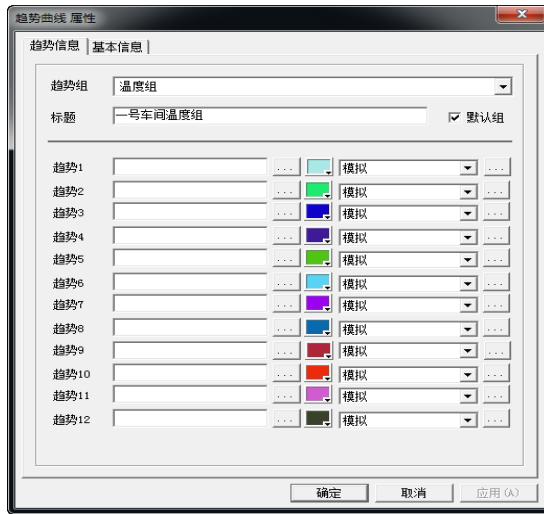 趋势曲线 属性
趋势信息 基本信息
趋势组 温度组
标题 一号车间温度组 默认组
趋势1 ... 模拟 ...
趋势2 ... 模拟 ...
趋势3 ... 模拟 ...
趋势4 ... 模拟 ...
趋势5 ... 模拟 ...
趋势6 ... 模拟 ...
趋势7 ... 模拟 ...
趋势8 ... 模拟 ...
趋势9 ... 模拟 ...
趋势10 ... 模拟 ...
趋势11 ... 模拟 ...
趋势12 ... 模拟 ...
确定 取消 应用(A)